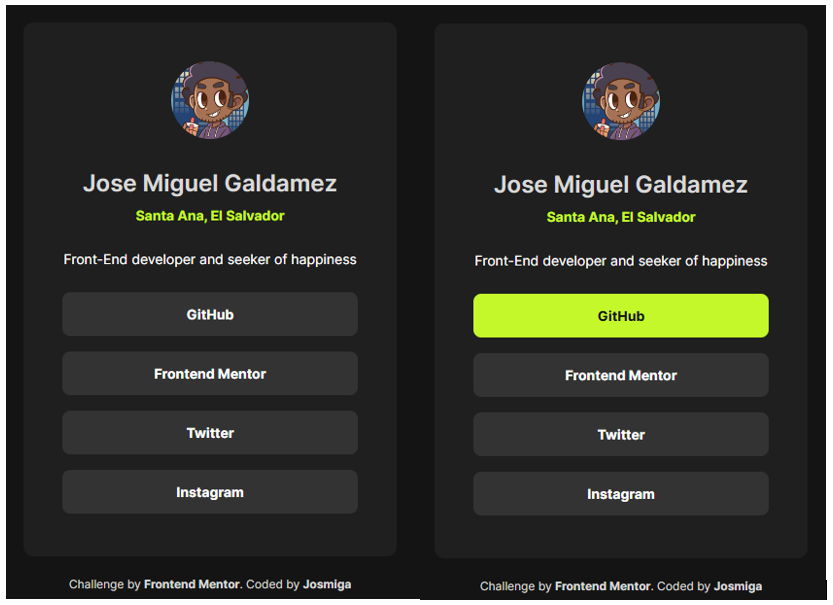 Jose Miguel Galdamez
Santa Ana, El Salvador
Front-End developer and seeker of happiness
GitHub
Frontend Mentor
Twitter
Instagram
Challenge by Frontend Mentor. Coded by Josmiga
Jose Miguel Galdamez
Santa Ana, El Salvador
Front-End developer and seeker of happiness
GitHub
Frontend Mentor
Twitter
Instagram
Challenge by Frontend Mentor. Coded by Josmiga